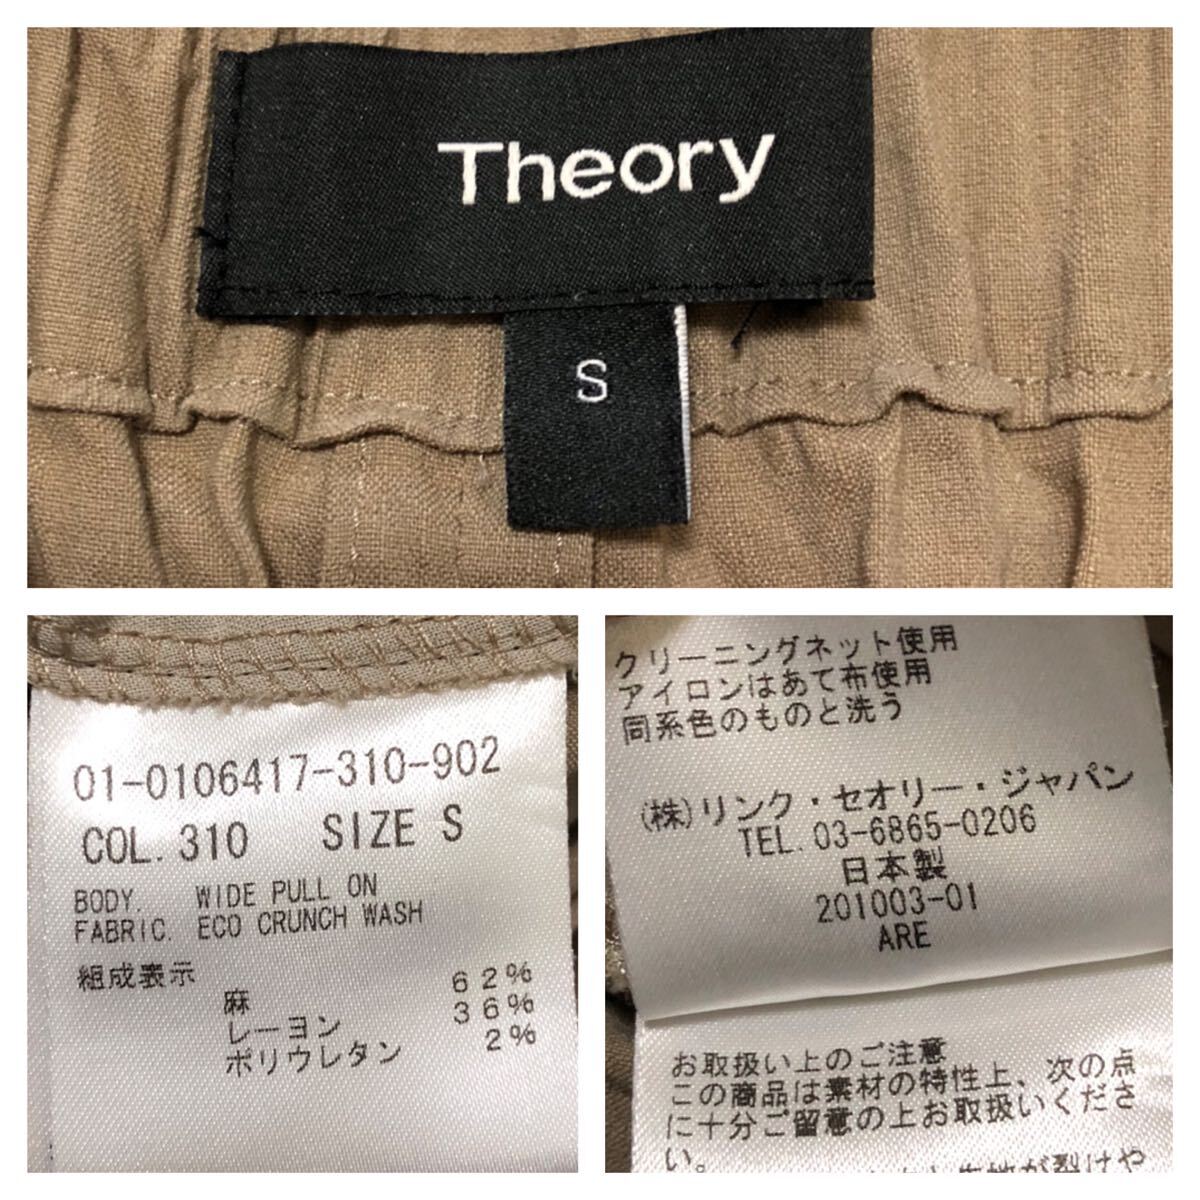 Theory
S
01-0106417-310-902
COL. 310 SIZE S
BODY. WIDE PULL ON
FABRIC. ECO CRUNCH WASH
組成表示
麻 62%
レーヨン 36%
ポリウレタン 2%
クリーニングネット使用
アイロンはあて布使用
同系色のものと洗う
(株)リンク・セオリー・ジャパン
TEL. 03-6865-0206
日本製
201003-01
ARE
お取扱い上のご注意
この商品は素材の特性上、次の点
に十分ご留意の上お取扱いくださ
い。
生地が裂けや